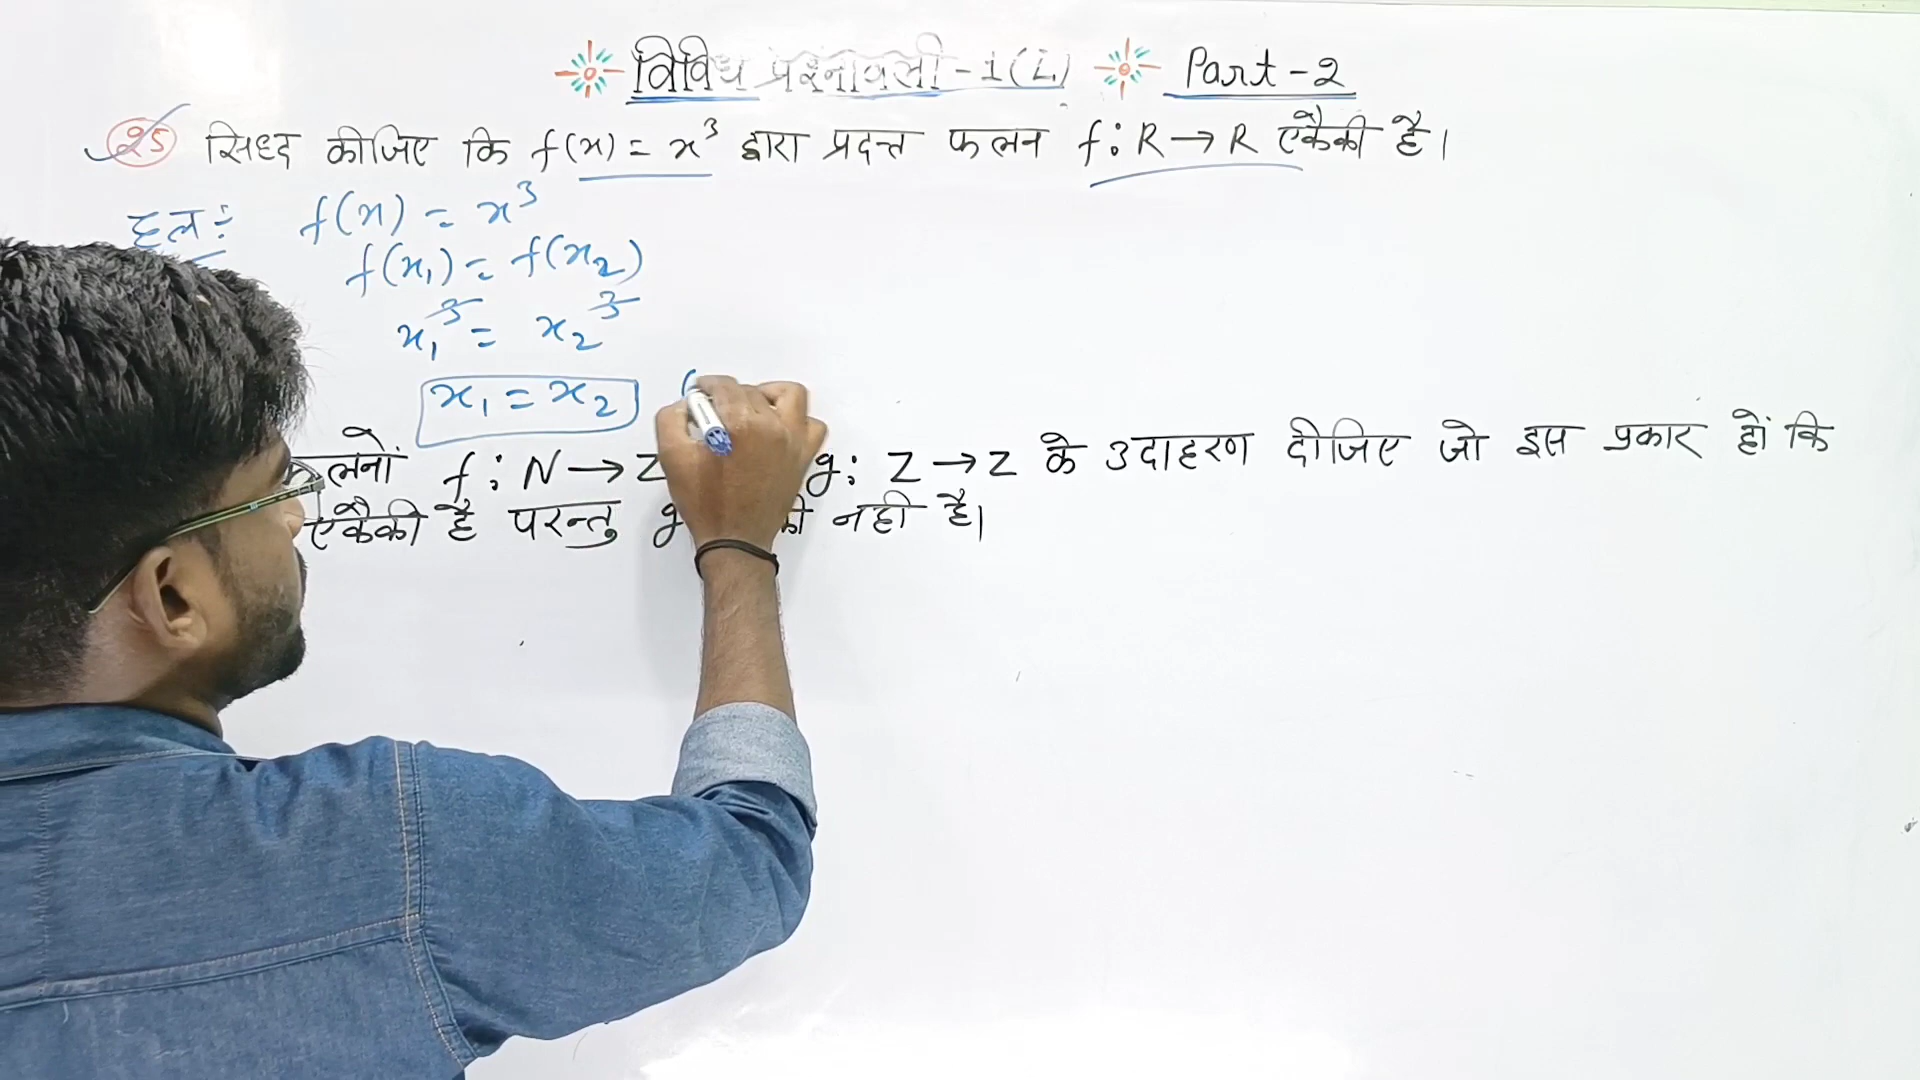 विविध प्रश्नावली-1(L) Part-2
25 सिध्द कीजिए कि f(x) = x³ द्वारा प्रदत्त फलन f: R→R एकैकी है।
हल÷ f(x) = x³
f(x₁) = f(x₂)
x₁³ = x₂³
x₁ = x₂
f: N→Z g: Z→Z के उदाहरण दीजिए जो इस प्रकार हों कि
एकैकी है परन्तु g नही है।